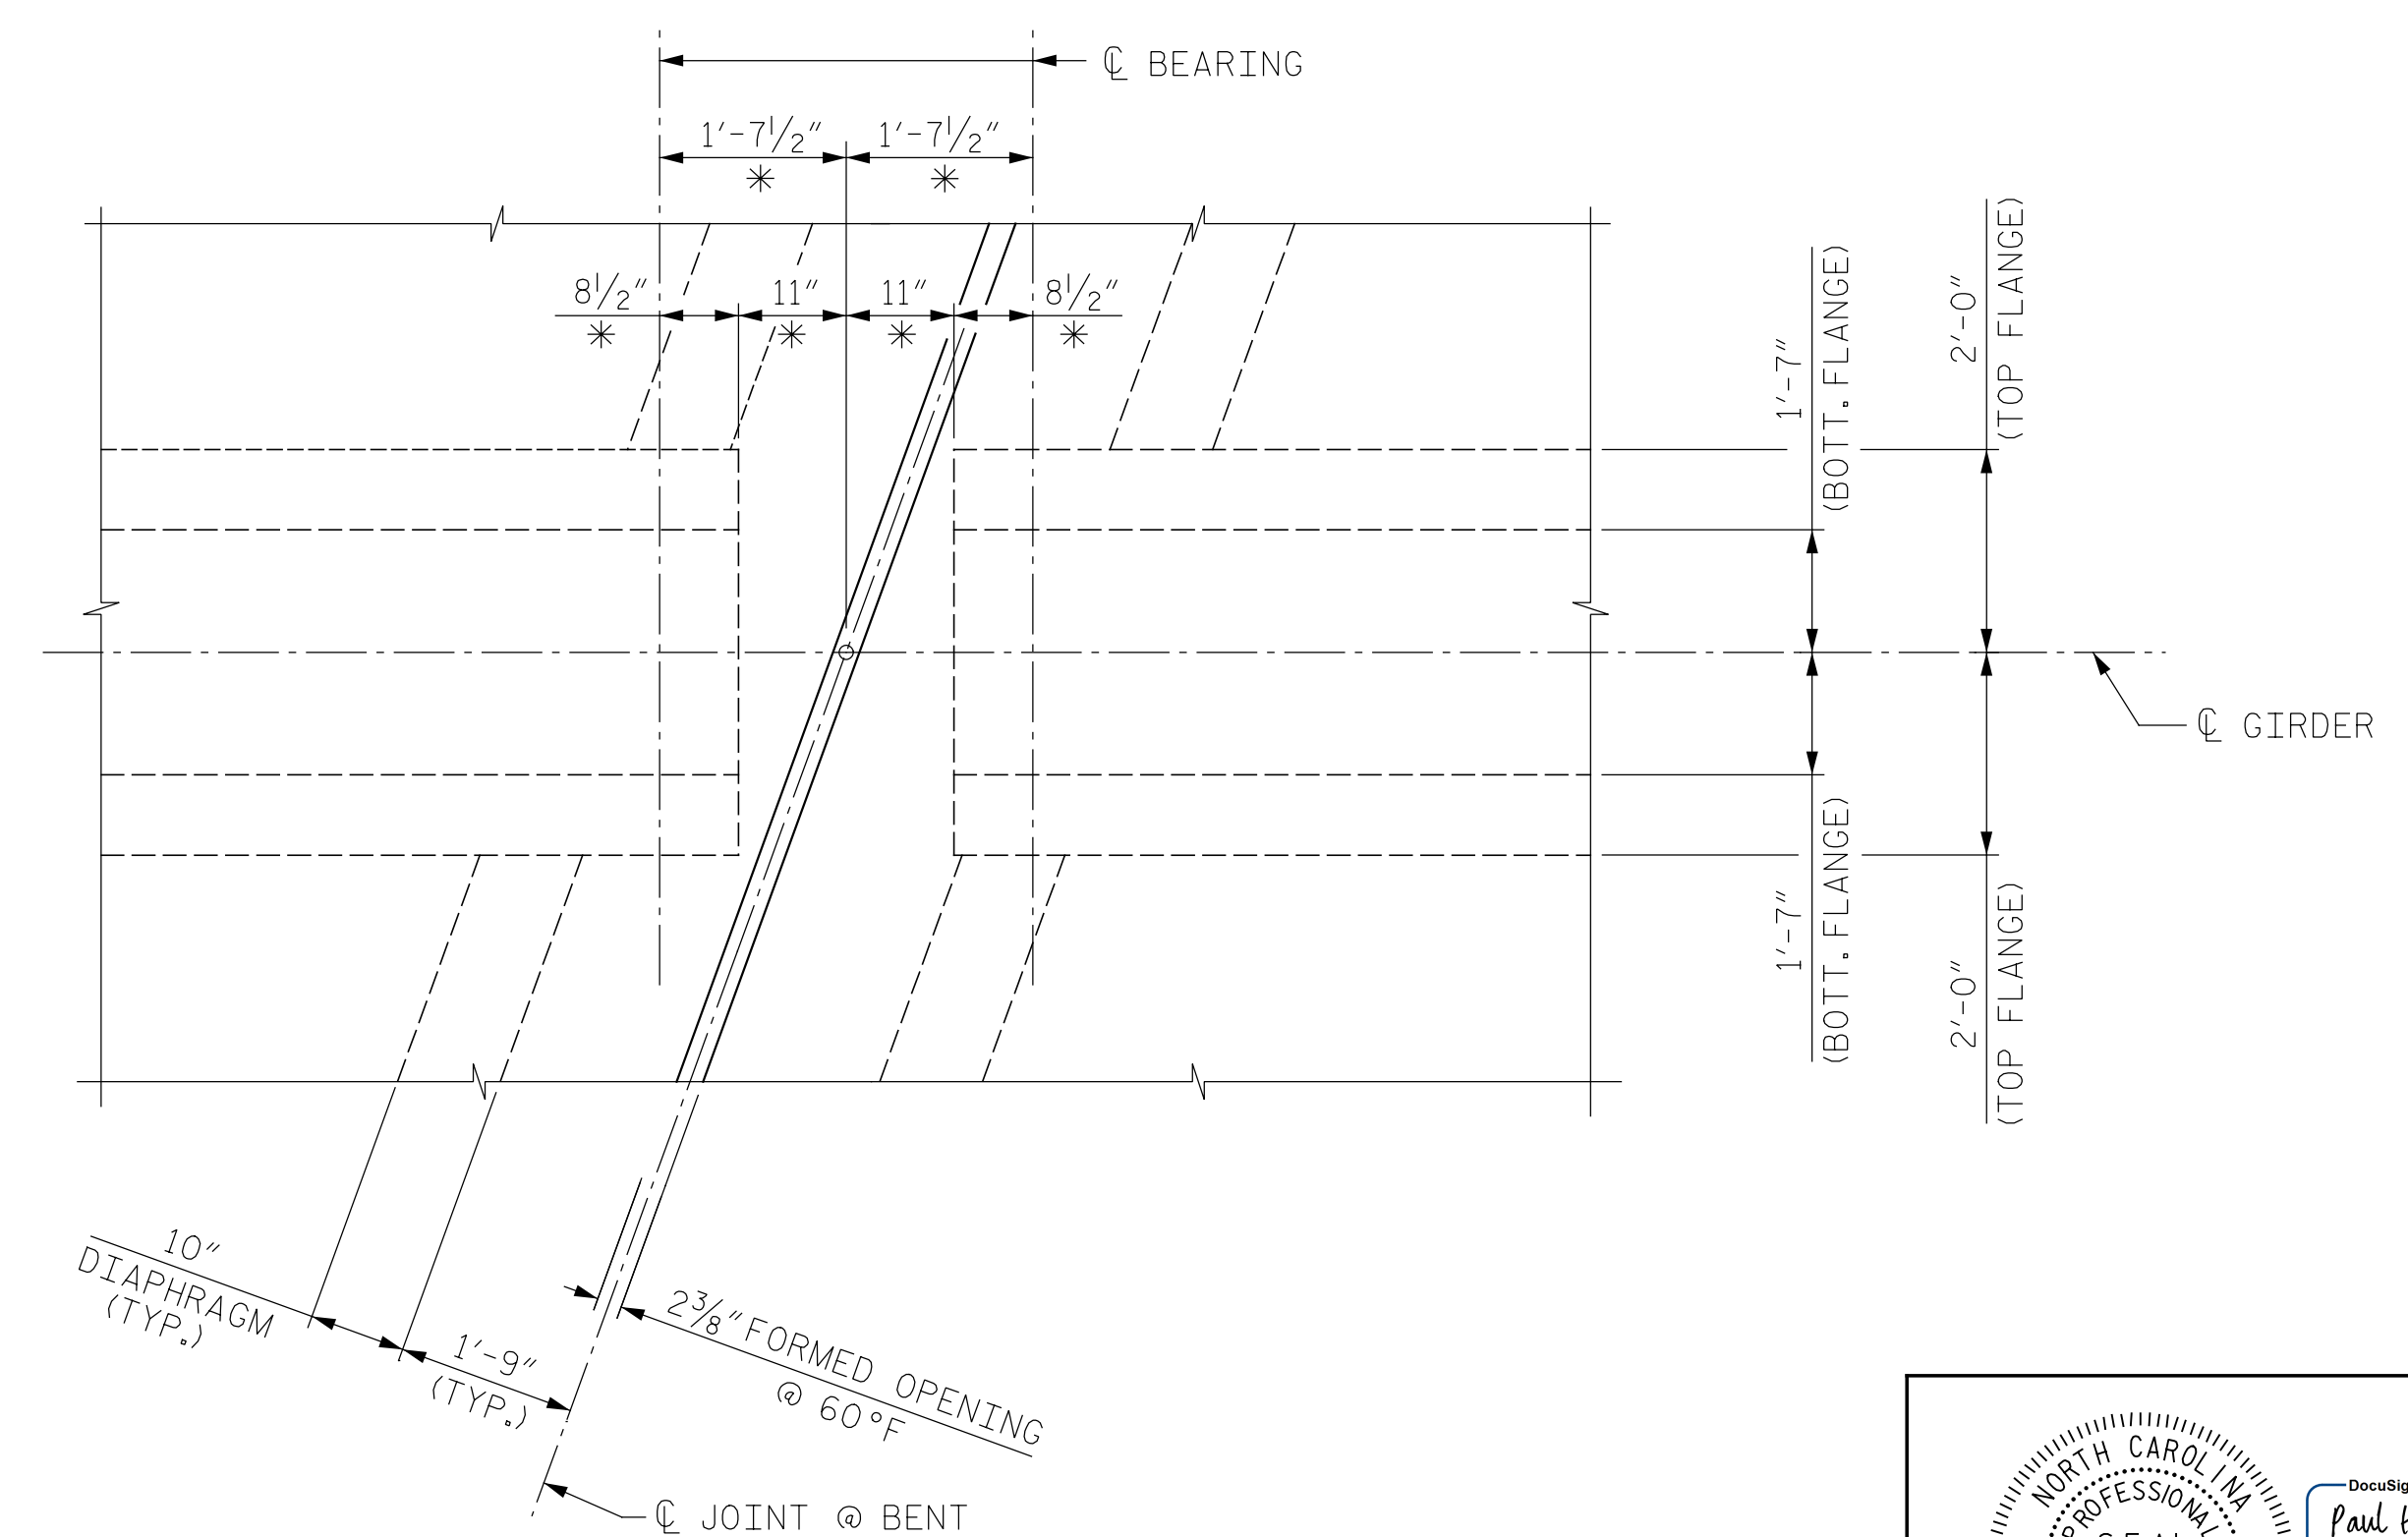 ℄ BEARING
1′-7½″ 1′-7½″
* *
8½″ 11″ 11″ 8½″
* * * *
1′-7″
(BOTT. FLANGE)
2′-0″
(TOP FLANGE)
℄ GIRDER
1′-7″
(BOTT. FLANGE)
2′-0″
(TOP FLANGE)
10″
DIAPHRAGM
(TYP.)
1′-9″
(TYP.)
2⅜″ FORMED OPENING
@ 60°F
℄ JOINT @ BENT
NORTH CAROLINA
PROFESSIONAL
DocuSig
Paul